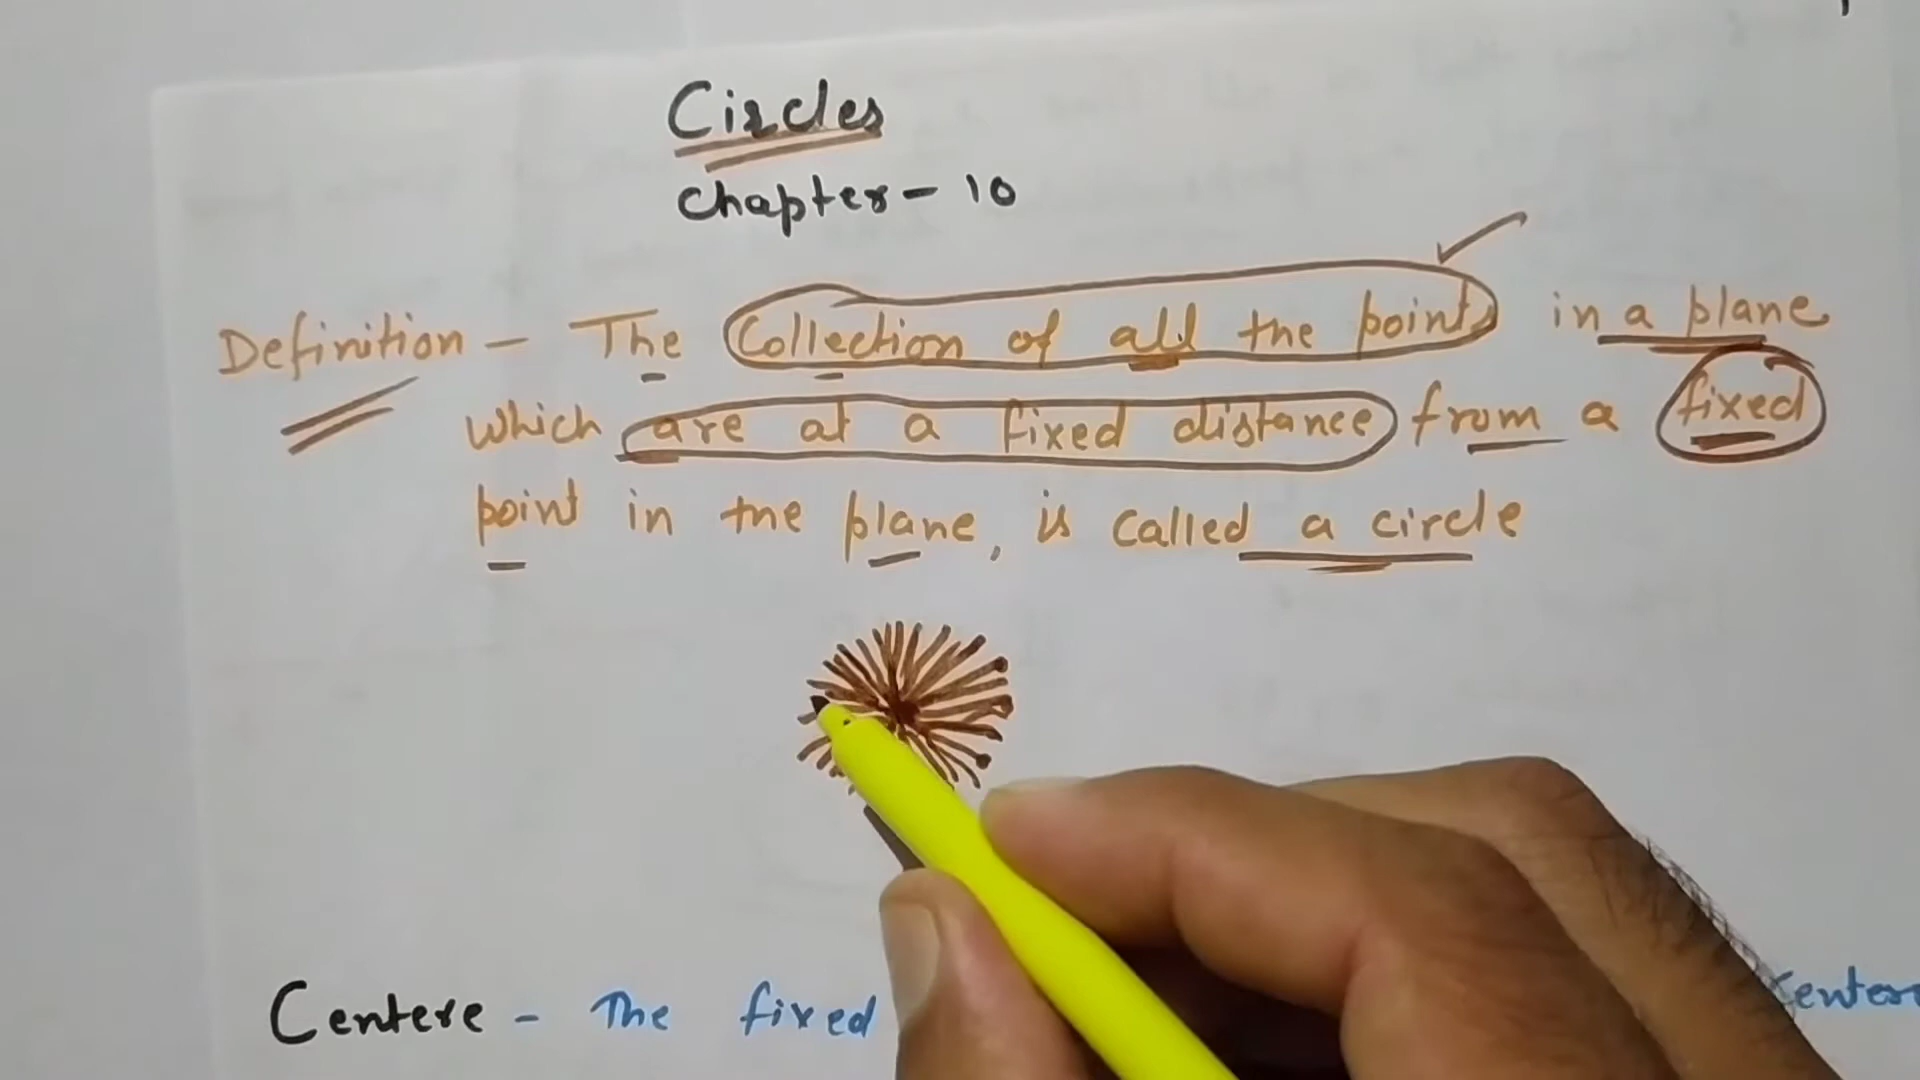 Circles
Chapter - 10
Definition - The Collection of all the points in a plane
which are at a fixed distance from a fixed
point in the plane, is called a circle
Centere - The fixed